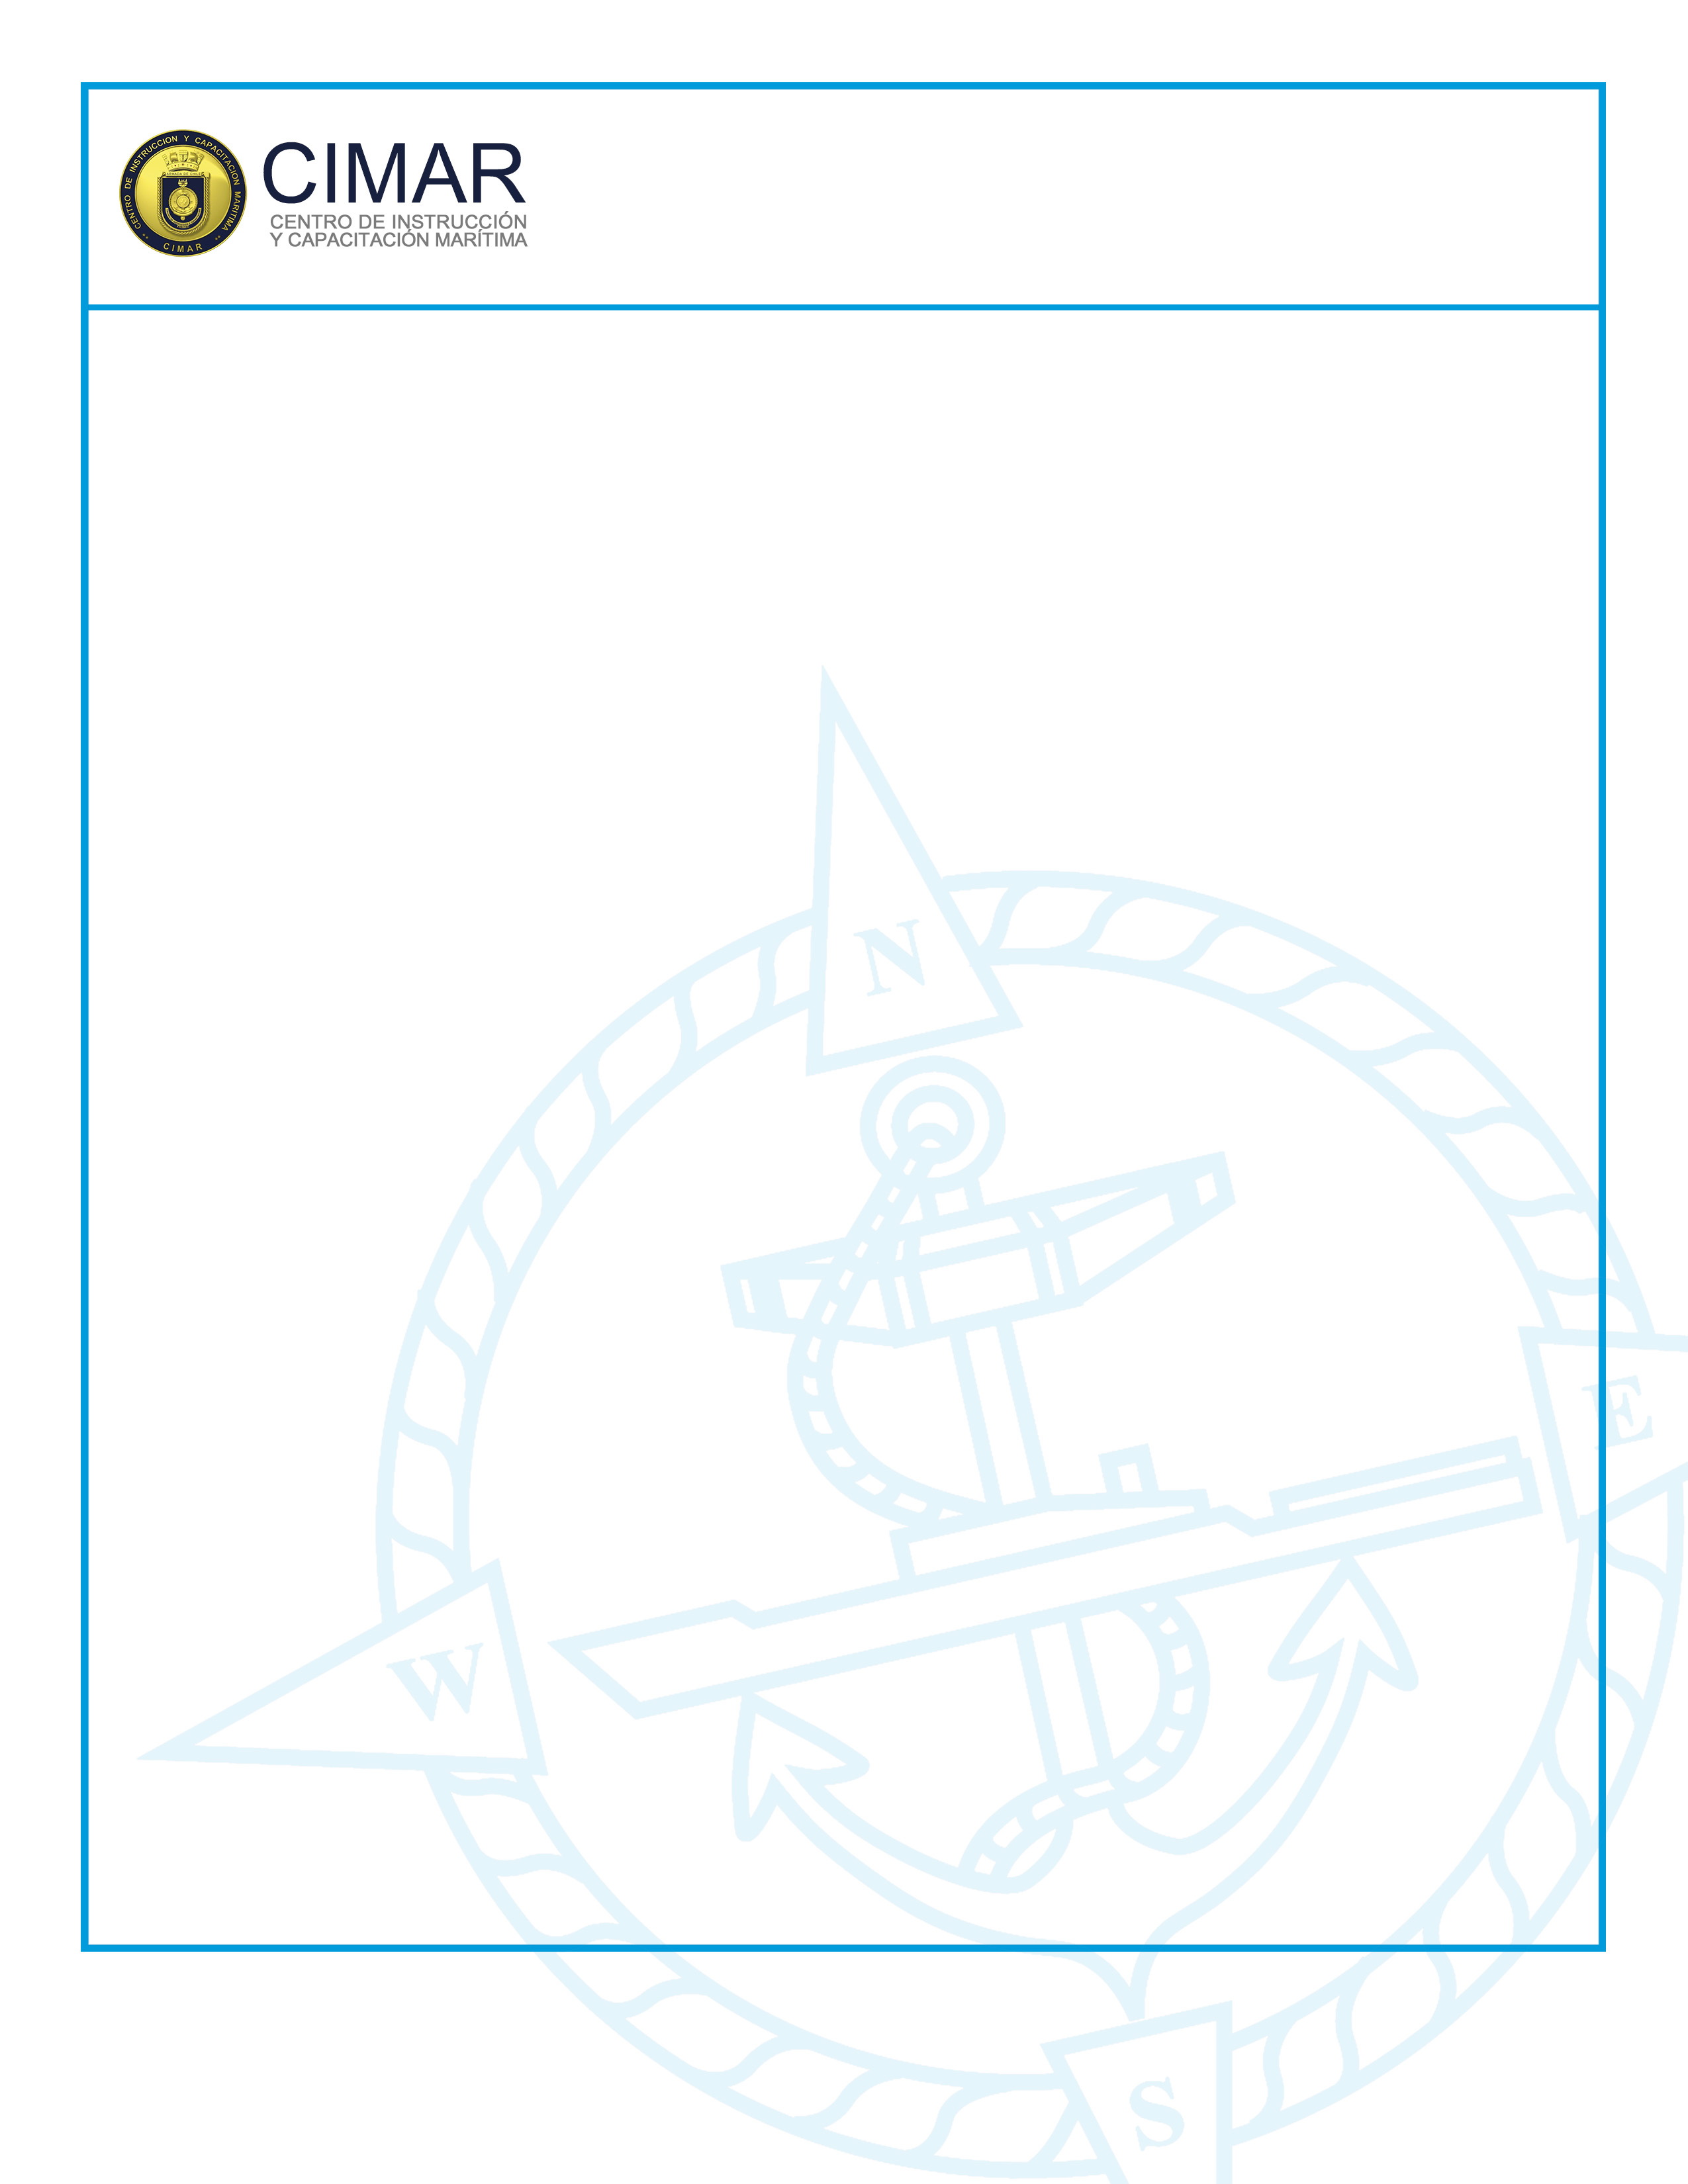 CENTRO DE INSTRUCCION Y CAPACITACION MARITIMA
ARMADA DE CHILE
CIMAR
CIMAR
CENTRO DE INSTRUCCIÓN
Y CAPACITACIÓN MARÍTIMA
N
E
W
S